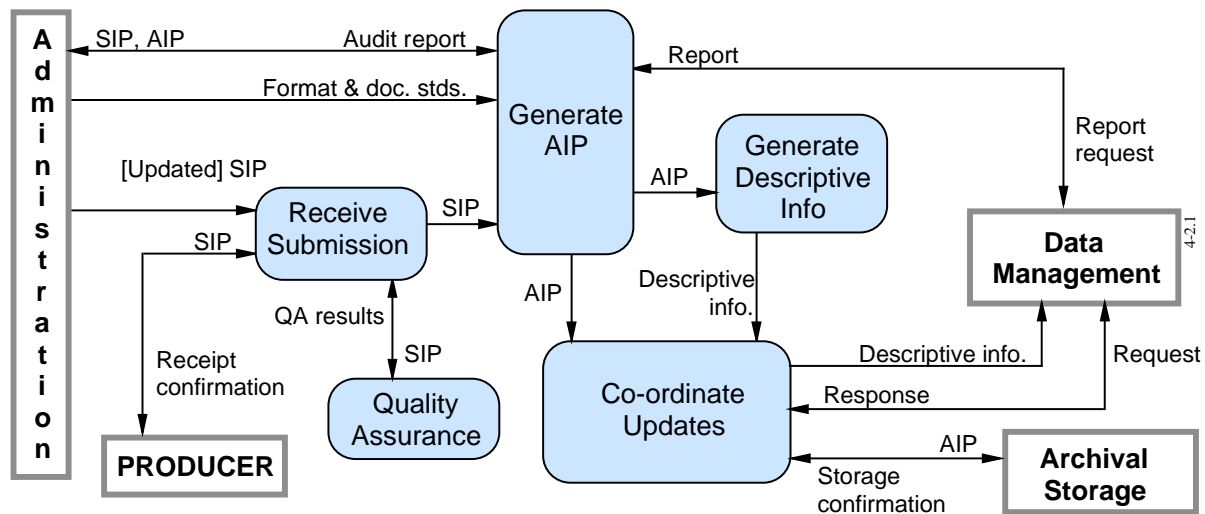 Administration
SIP, AIP
Audit report
Format & doc. stds.
[Updated] SIP
SIP
Receive
Submission
SIP
QA results
SIP
Quality
Assurance
Receipt
confirmation
PRODUCER
Generate
AIP
AIP
Generate
Descriptive
Info
AIP
Descriptive
info.
Co-ordinate
Updates
Report
Report
request
Data
Management
4-2.1
Descriptive info.
Request
Response
AIP
Storage
confirmation
Archival
Storage